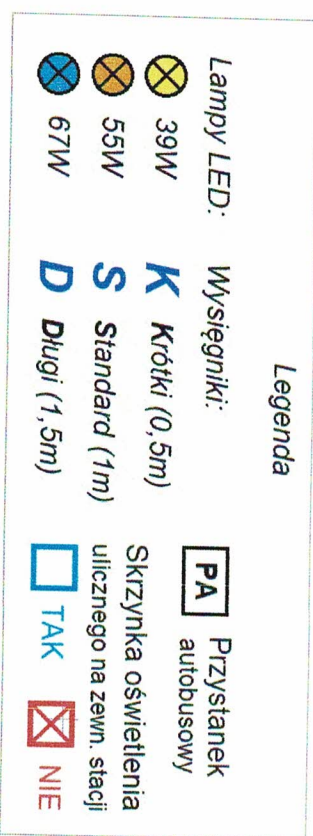 Legenda
Lampy LED:
39W
55W
67W
Wysięgniki:
K Krótki (0,5m)
S Standard (1m)
D Długi (1,5m)
PA Przystanek
autobusowy
Skrzynka oświetlenia
ulicznego na zewn. stacji
TAK NIE